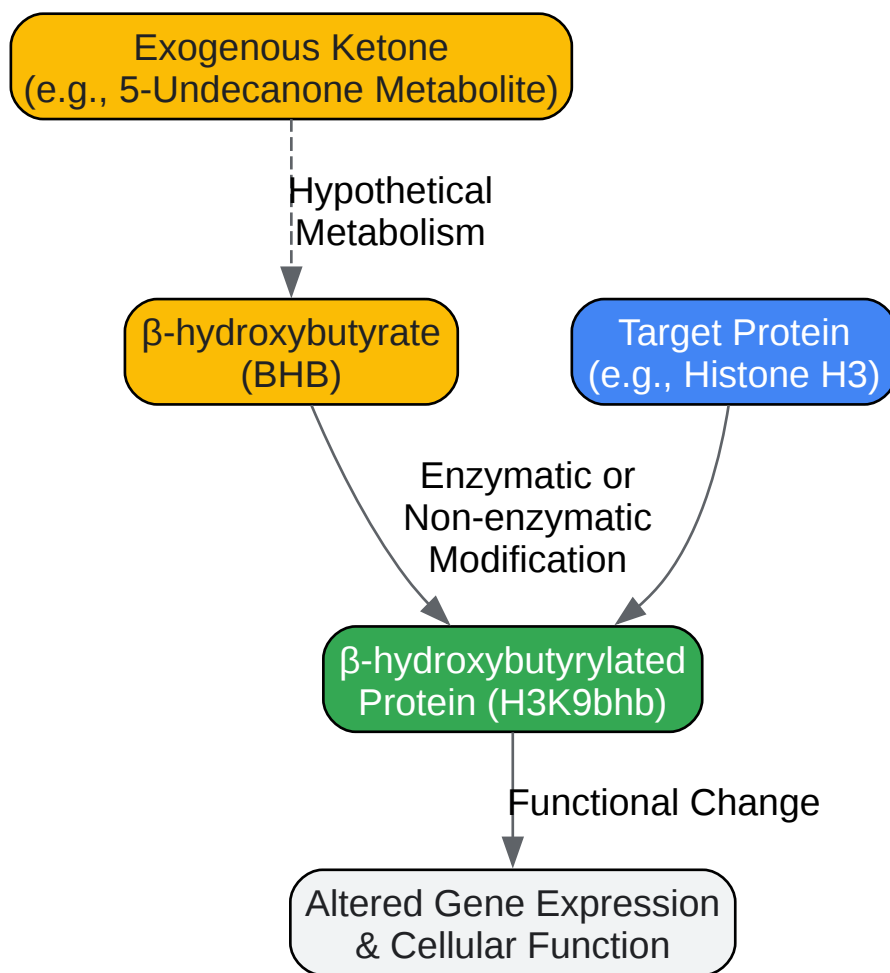 Exogenous Ketone
(e.g., 5-Undecanone Metabolite)
Hypothetical
Metabolism
β-hydroxybutyrate
(BHB)
Target Protein
(e.g., Histone H3)
Enzymatic or
Non-enzymatic
Modification
β-hydroxybutyrylated
Protein (H3K9bhb)
Functional Change
Altered Gene Expression
& Cellular Function